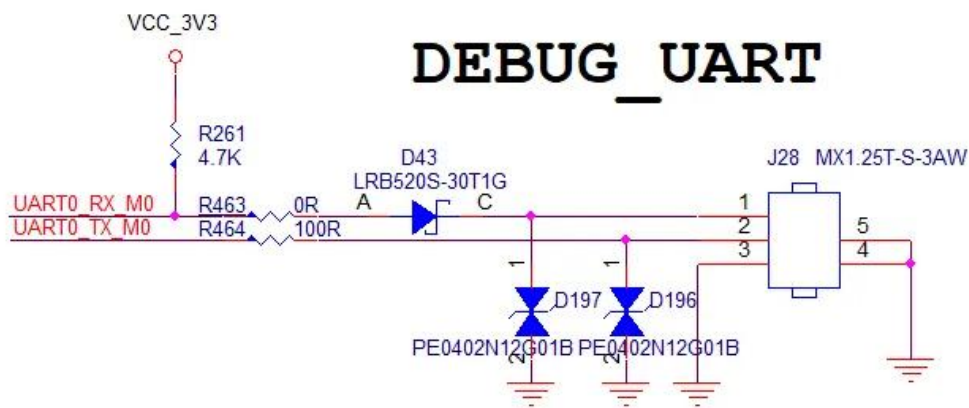 VCC_3V3
DEBUG_UART
R261
4.7K
D43
J28 MX1.25T-S-3AW
LRB520S-30T1G
UART0_RX_M0 R463 0R A C 1
UART0_TX_M0 R464 100R 2 5
3 4
1 1
D197 D196
PE0402N12G01B PE0402N12G01B
2 2